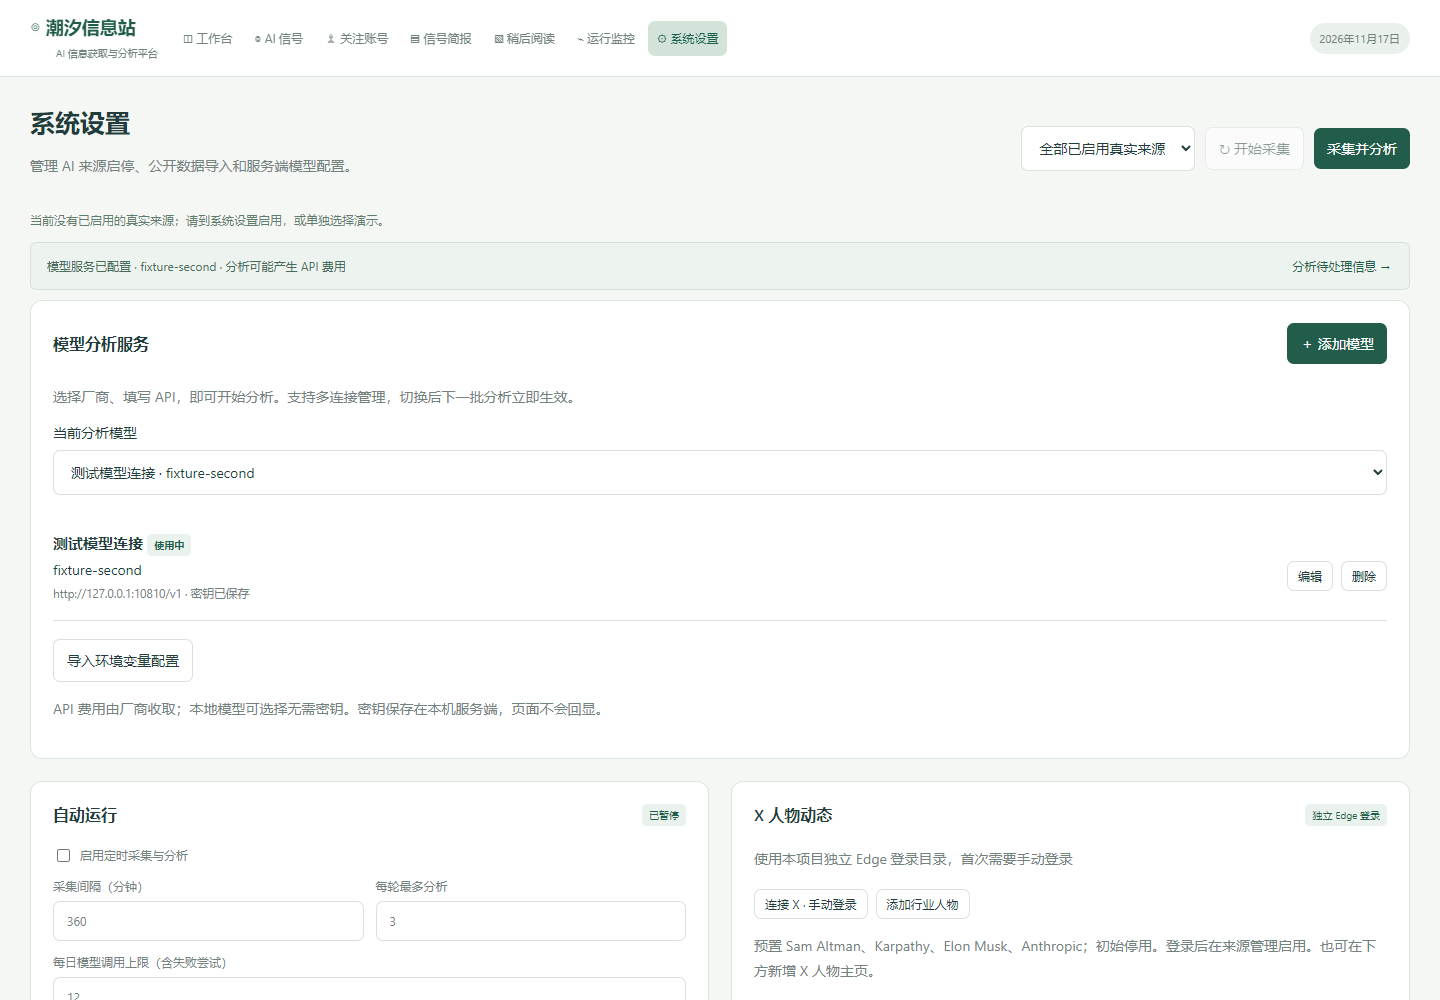 潮汐信息站
AI 信息获取与分析平台
工作台
AI 信号
关注账号
信号简报
稍后阅读
运行监控
系统设置
2026年11月17日
系统设置
管理 AI 来源启停、公开数据导入和服务端模型配置。
全部已启用真实来源
↻ 开始采集
采集并分析
当前没有已启用的真实来源；请到系统设置启用，或单独选择演示。
模型服务已配置 · fixture-second · 分析可能产生 API 费用
分析待处理信息 →
模型分析服务
+ 添加模型
选择厂商、填写 API，即可开始分析。支持多连接管理，切换后下一批分析立即生效。
当前分析模型
测试模型连接 · fixture-second
测试模型连接 使用中
fixture-second
http://127.0.0.1:10810/v1 · 密钥已保存
编辑
删除
导入环境变量配置
API 费用由厂商收取；本地模型可选择无需密钥。密钥保存在本机服务端，页面不会回显。
自动运行
已暂停
启用定时采集与分析
采集间隔（分钟）
每轮最多分析
360
3
每日模型调用上限（含失败尝试）
12
X 人物动态
独立 Edge 登录
使用本项目独立 Edge 登录目录，首次需要手动登录
连接 X · 手动登录
添加行业人物
预置 Sam Altman、Karpathy、Elon Musk、Anthropic；初始停用。登录后在来源管理启用。也可在下
方新增 X 人物主页。